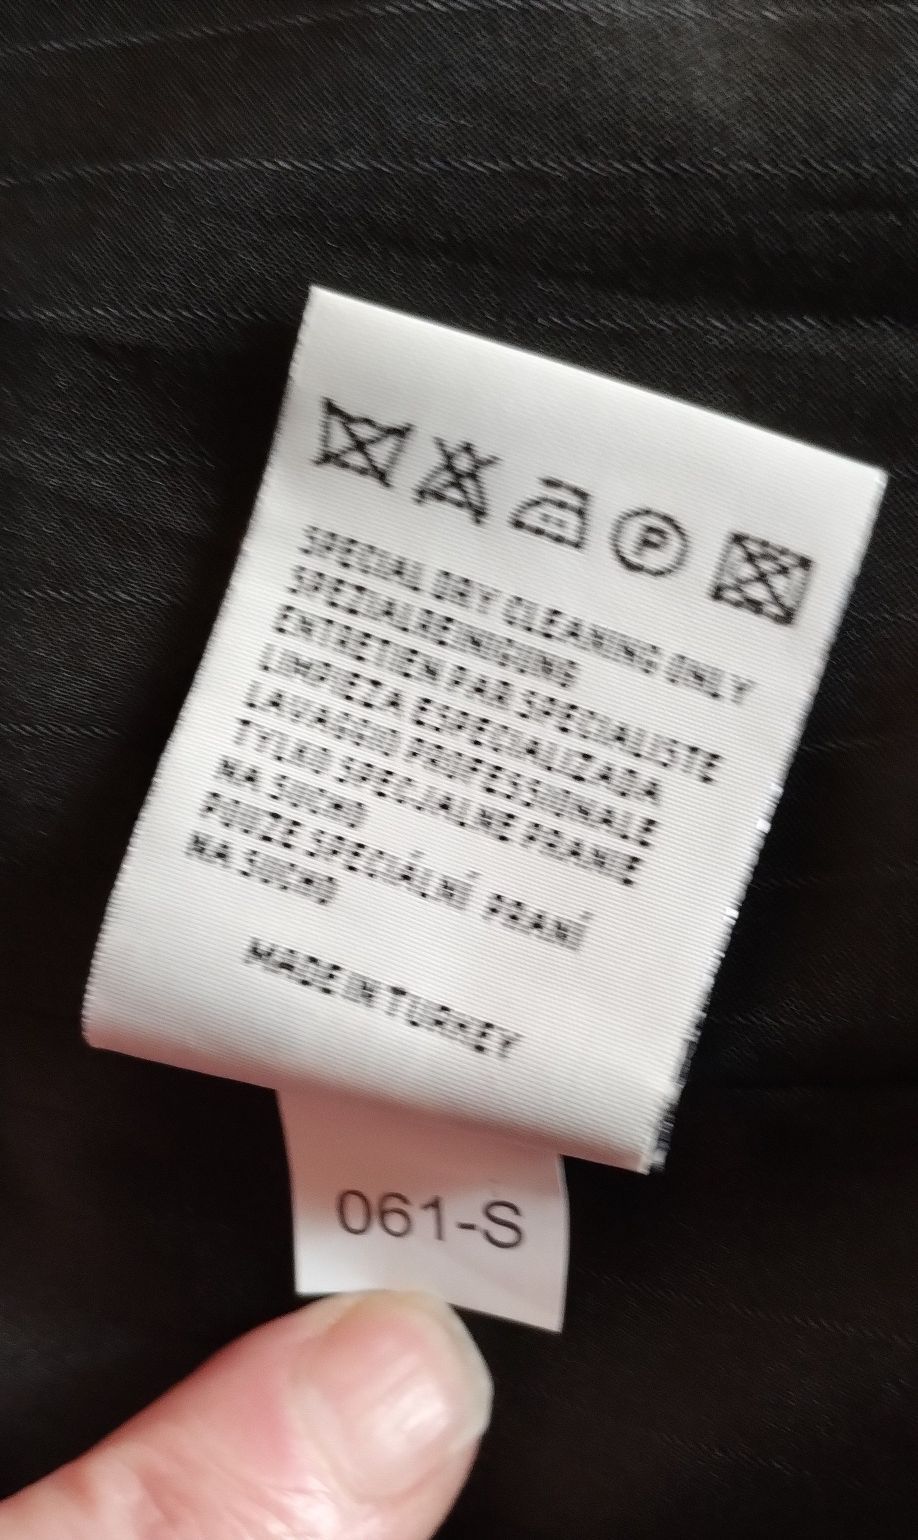 P
SPECIAL DRY CLEANING ONLY
SPEZIALREINIGUNG
ENTRETIEN PAR SPECIALISTE
LIMPIEZA ESPECIALIZADA
LAVAGGIO PROFESSIONALE
TYLKO SPECJALNE PRANIE
NA SUCHO
POUZE SPECIÁLNÍ PRANÍ
NA SUCHO
MADE IN TURKEY
061-S